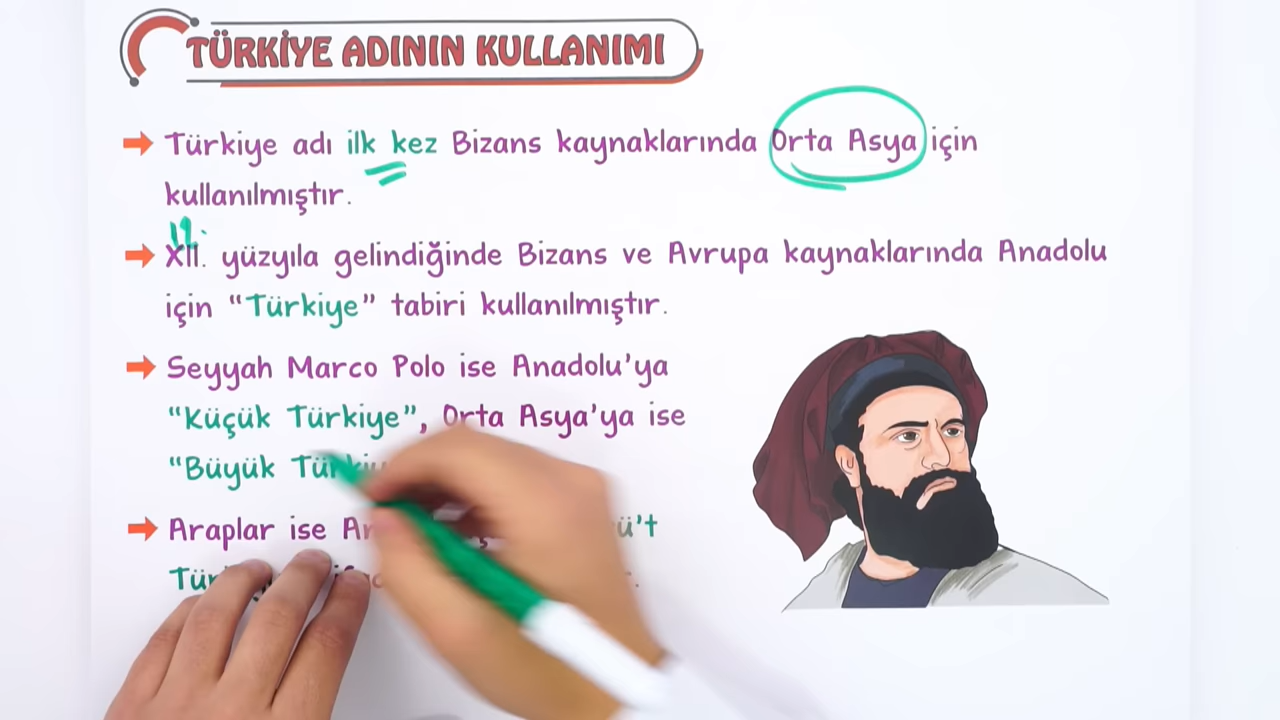 TÜRKİYE ADININ KULLANIMI
Türkiye adı ilk kez Bizans kaynaklarında Orta Asya için
kullanılmıştır.
12.
XII. yüzyıla gelindiğinde Bizans ve Avrupa kaynaklarında Anadolu
için "Türkiye" tabiri kullanılmıştır.
Seyyah Marco Polo ise Anadolu'ya
"Küçük Türkiye", Orta Asya'ya ise
"Büyük
Araplar ise